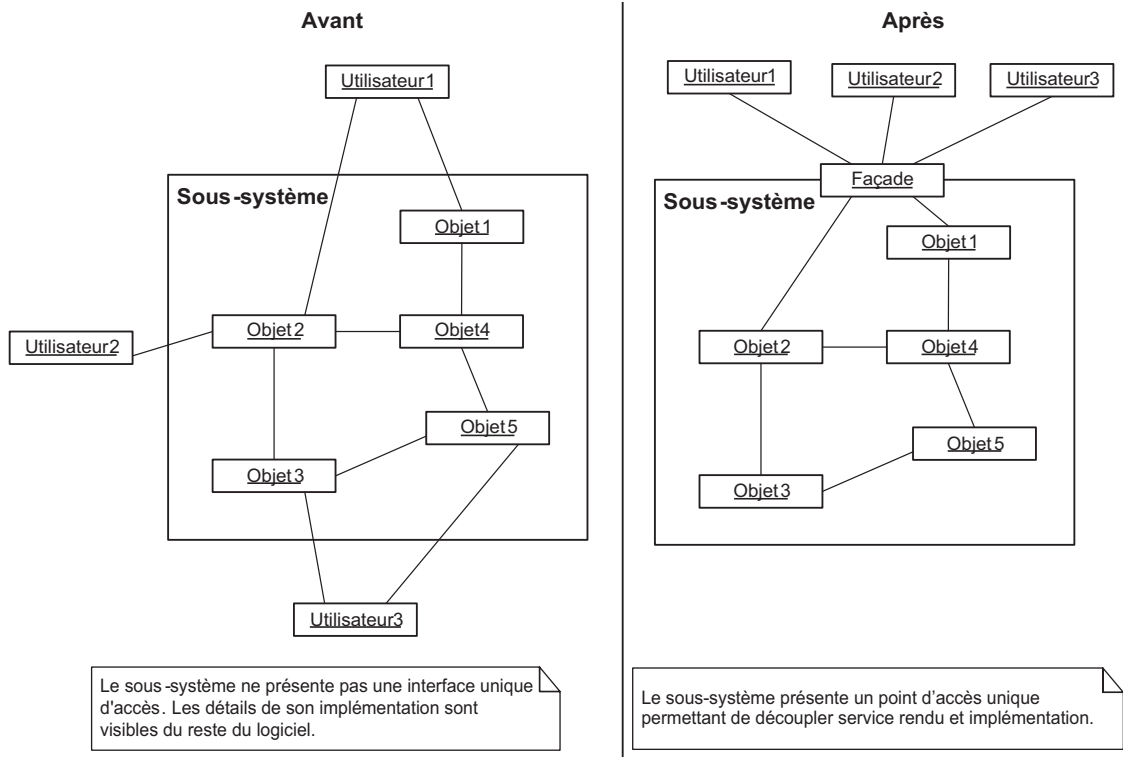 Avant
Utilisateur1
Sous-système
Objet1
Objet2
Objet4
Utilisateur2
Objet5
Objet3
Utilisateur3
Le sous-système ne présente pas une interface unique
d'accès. Les détails de son implémentation sont
visibles du reste du logiciel.
Après
Utilisateur1
Utilisateur2
Utilisateur3
Façade
Sous-système
Objet1
Objet2
Objet4
Objet5
Objet3
Le sous-système présente un point d’accès unique
permettant de découpler service rendu et implémentation.